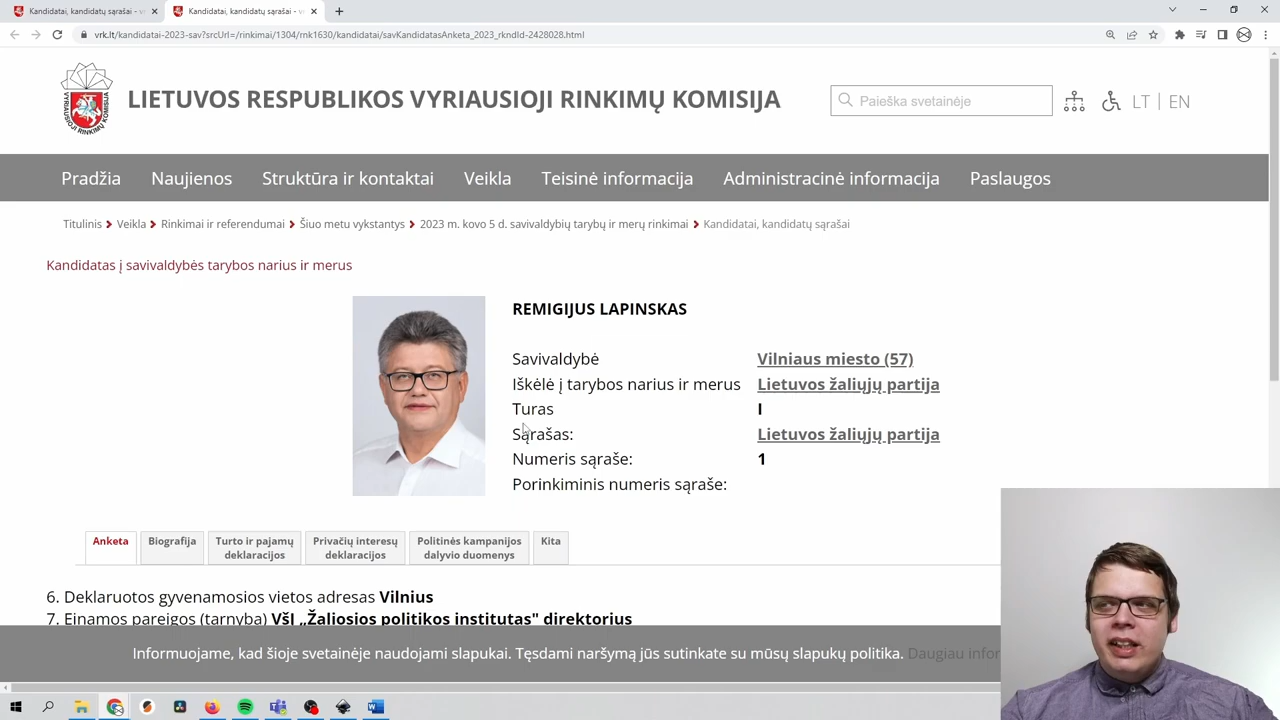 Kandidatai, kandidatų sąrašai - v
Kandidatai, kandidatų sąrašai - v
vrk.lt/kandidatai-2023-sav?srcUrl=/rinkimai/1304/rnk1630/kandidatai/savKandidatasAnketa_2023_rkndId-2428028.html
VYRIAUSIOJI RINKIMŲ KOMISIJA
LIETUVOS RESPUBLIKOS VYRIAUSIOJI RINKIMŲ KOMISIJA
Paieška svetainėje
LT | EN
Pradžia Naujienos Struktūra ir kontaktai Veikla Teisinė informacija Administracinė informacija Paslaugos
Titulinis Veikla Rinkimai ir referendumai Šiuo metu vykstantys 2023 m. kovo 5 d. savivaldybių tarybų ir merų rinkimai Kandidatai, kandidatų sąrašai
Kandidatas į savivaldybės tarybos narius ir merus
REMIGIJUS LAPINSKAS
Savivaldybė Vilniaus miesto (57)
Iškėlė į tarybos narius ir merus Lietuvos žaliųjų partija
Turas I
Sąrašas: Lietuvos žaliųjų partija
Numeris sąraše: 1
Porinkiminis numeris sąraše:
Anketa Biografija Turto ir pajamų deklaracijos Privačių interesų deklaracijos Politinės kampanijos dalyvio duomenys Kita
6. Deklaruotos gyvenamosios vietos adresas Vilnius
7. Einamos pareigos (tarnyba) VšĮ „Žaliosios politikos institutas" direktorius
Informuojame, kad šioje svetainėje naudojami slapukai. Tęsdami naršymą jūs sutinkate su mūsų slapukų politika. Daugiau infor